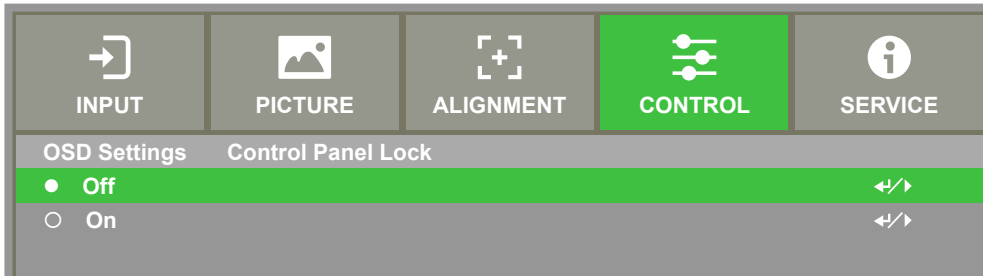 INPUT PICTURE ALIGNMENT CONTROL SERVICE
OSD Settings Control Panel Lock
Off
On